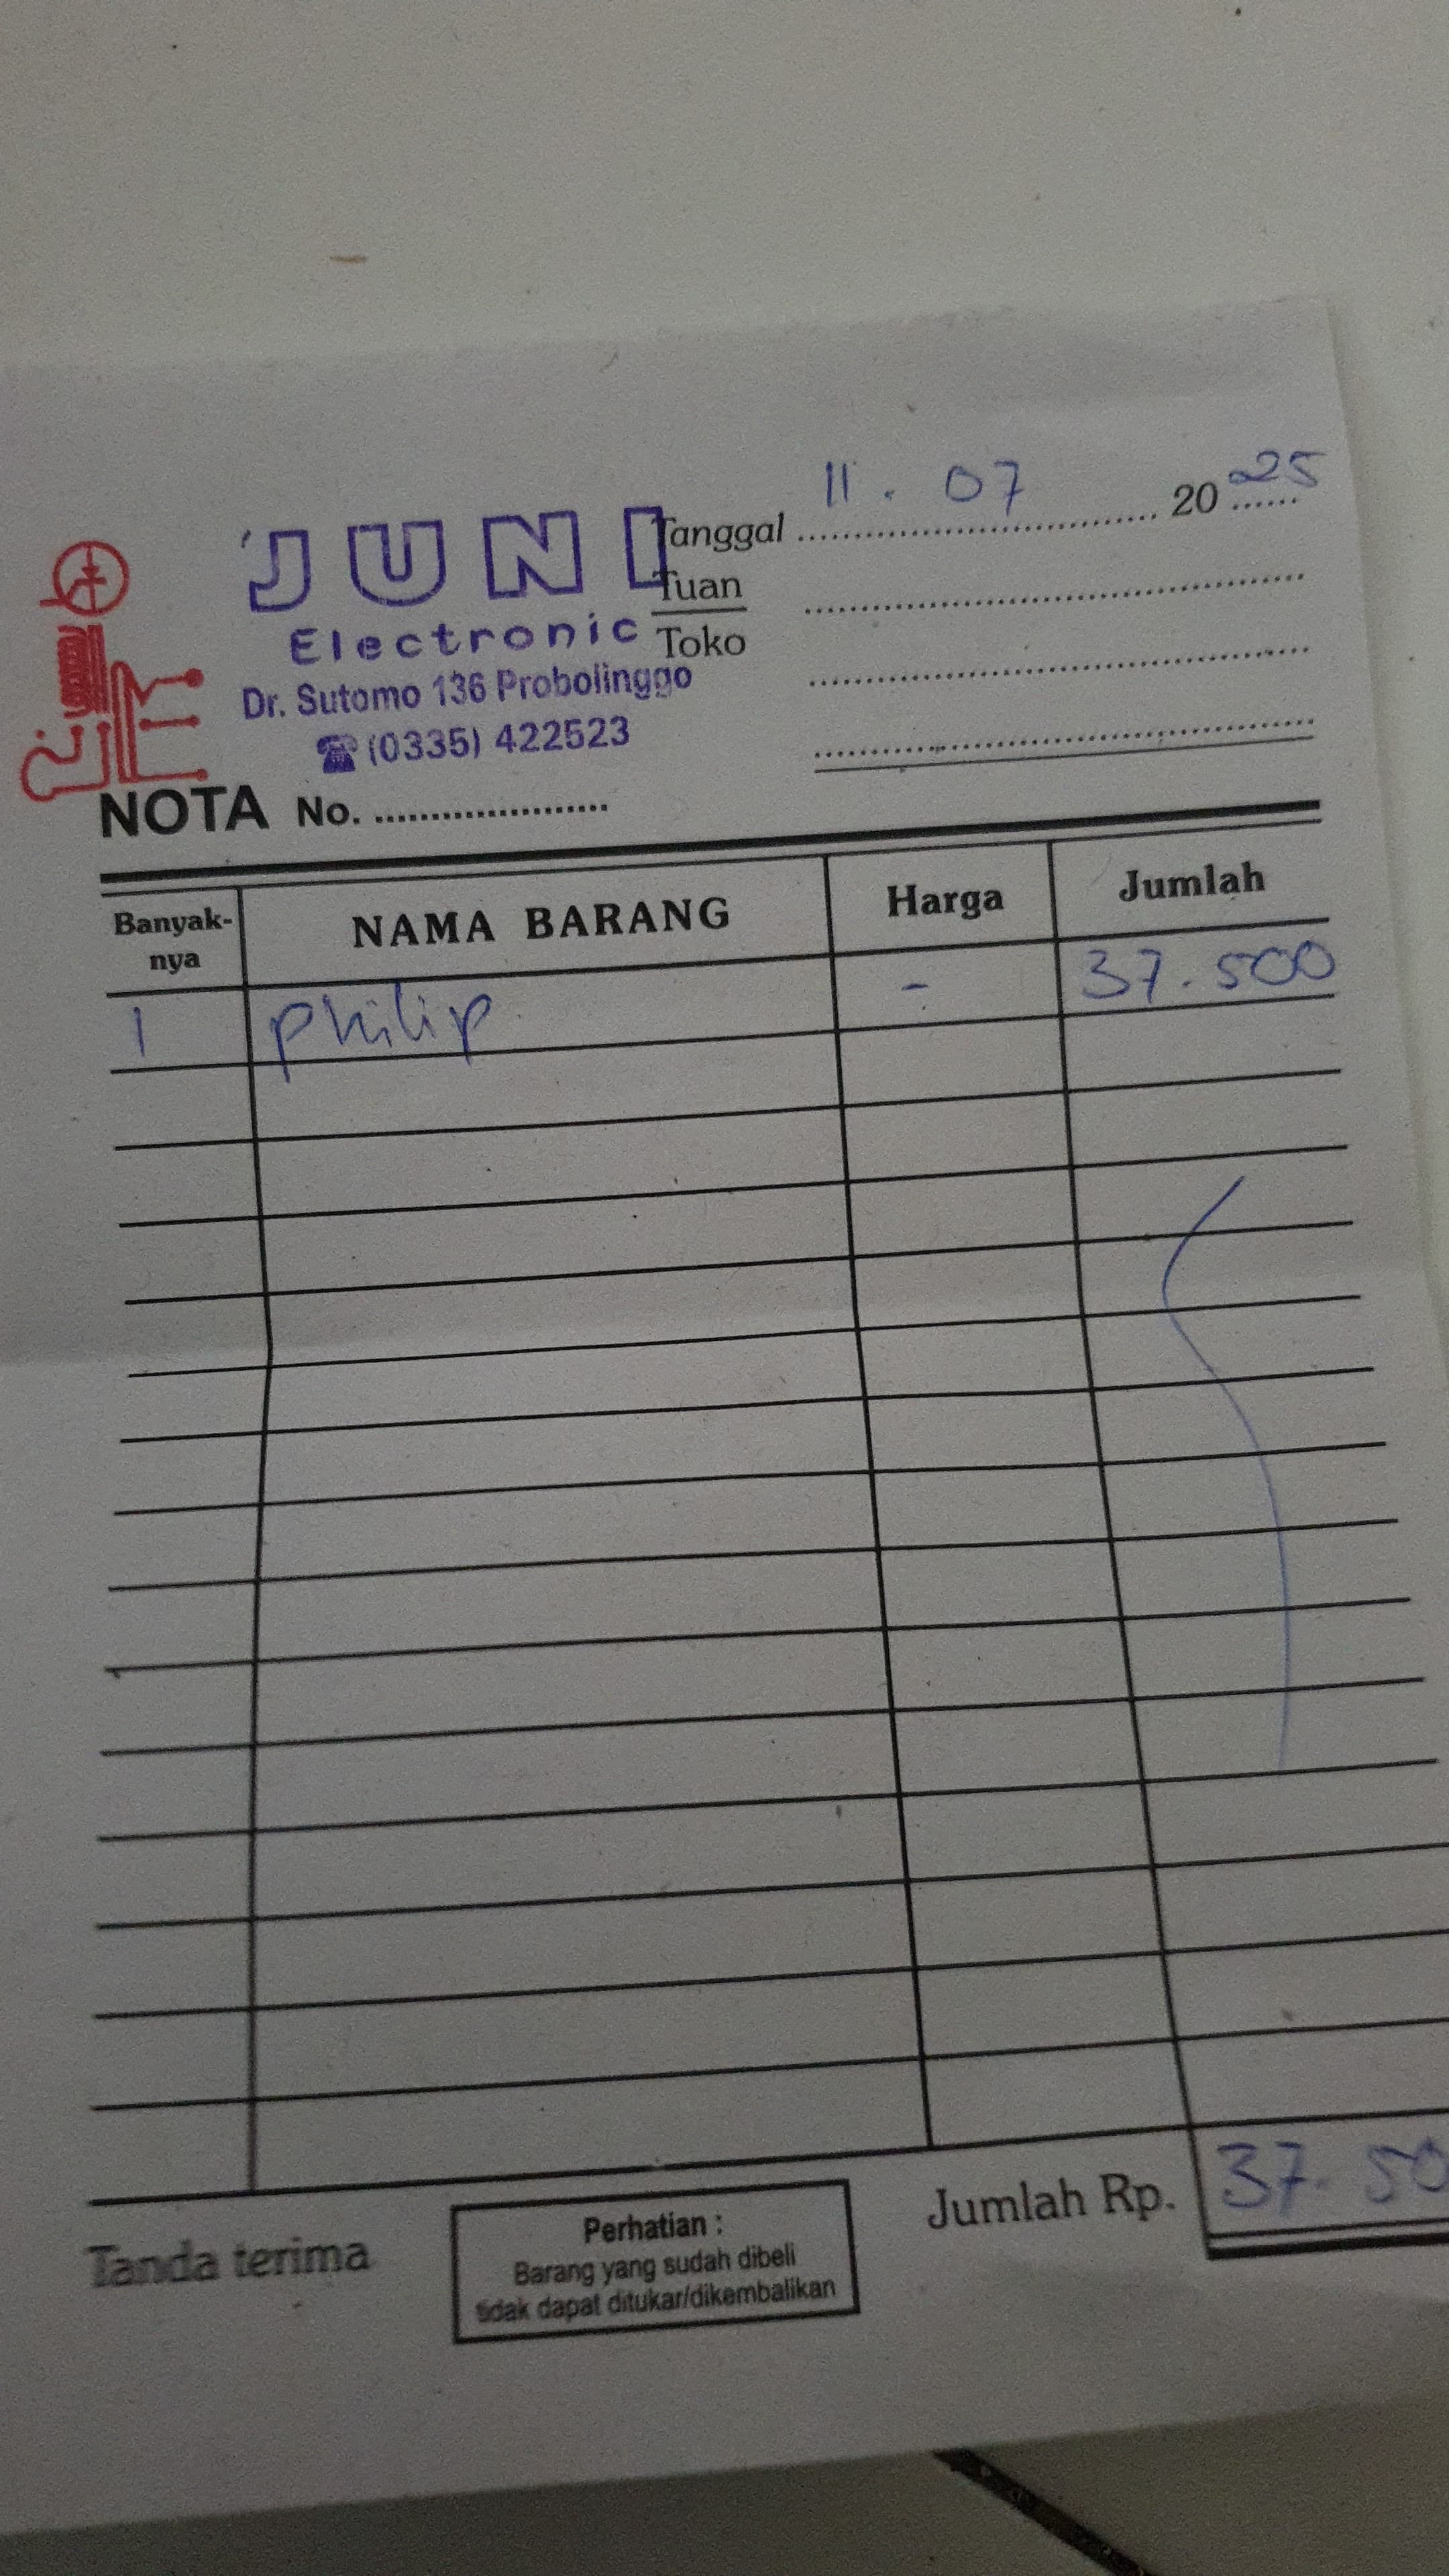 11 . 07
2025
JUNI
Tanggal
Tuan
Electronic
Toko
Dr. Sutomo 136 Probolinggo
☎ (0335) 422523
NOTA No.
Banyak-
nya
NAMA BARANG
Harga
Jumlah
1 philip - 37.500
Jumlah Rp. 37.50
Tanda terima
Perhatian :
Barang yang sudah dibeli
tidak dapat ditukar/dikembalikan